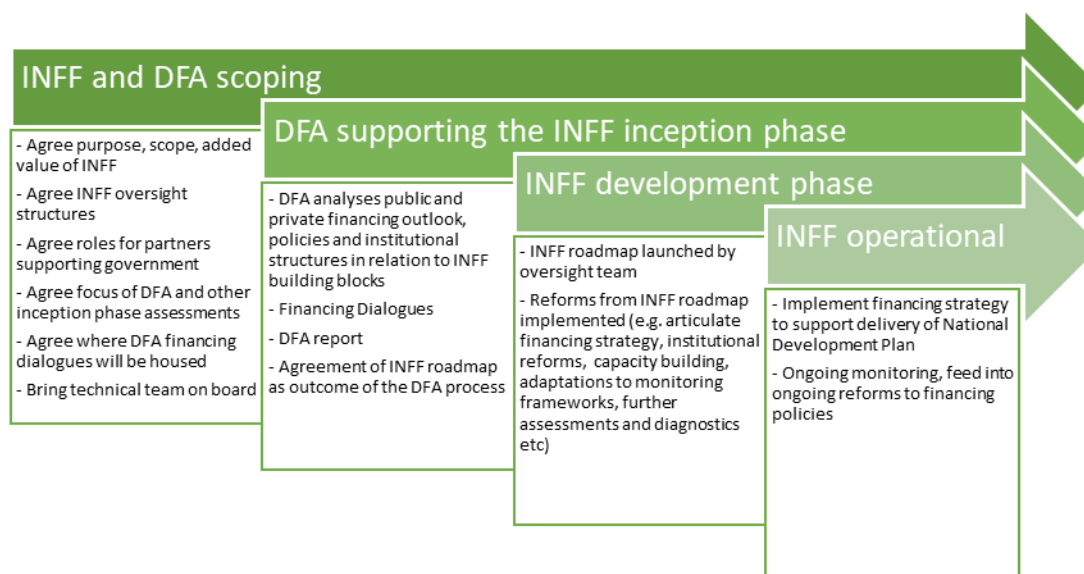 INFF and DFA scoping
- Agree purpose, scope, added
value of INFF
- Agree INFF oversight
structures
- Agree roles for partners
supporting government
- Agree focus of DFA and other
inception phase assessments
- Agree where DFA financing
dialogues will be housed
- Bring technical team on board
DFA supporting the INFF inception phase
- DFA analyses public and
private financing outlook,
policies and institutional
structures in relation to INFF
building blocks
- Financing Dialogues
- DFA report
- Agreement of INFF roadmap
as outcome of the DFA process
INFF development phase
- INFF roadmap launched by
oversight team
- Reforms from INFF roadmap
implemented (e.g. articulate
financing strategy, institutional
reforms, capacity building,
adaptations to monitoring
frameworks, further
assessments and diagnostics
etc)
INFF operational
- Implement financing strategy
to support delivery of National
Development Plan
- Ongoing monitoring, feed into
ongoing reforms to financing
policies